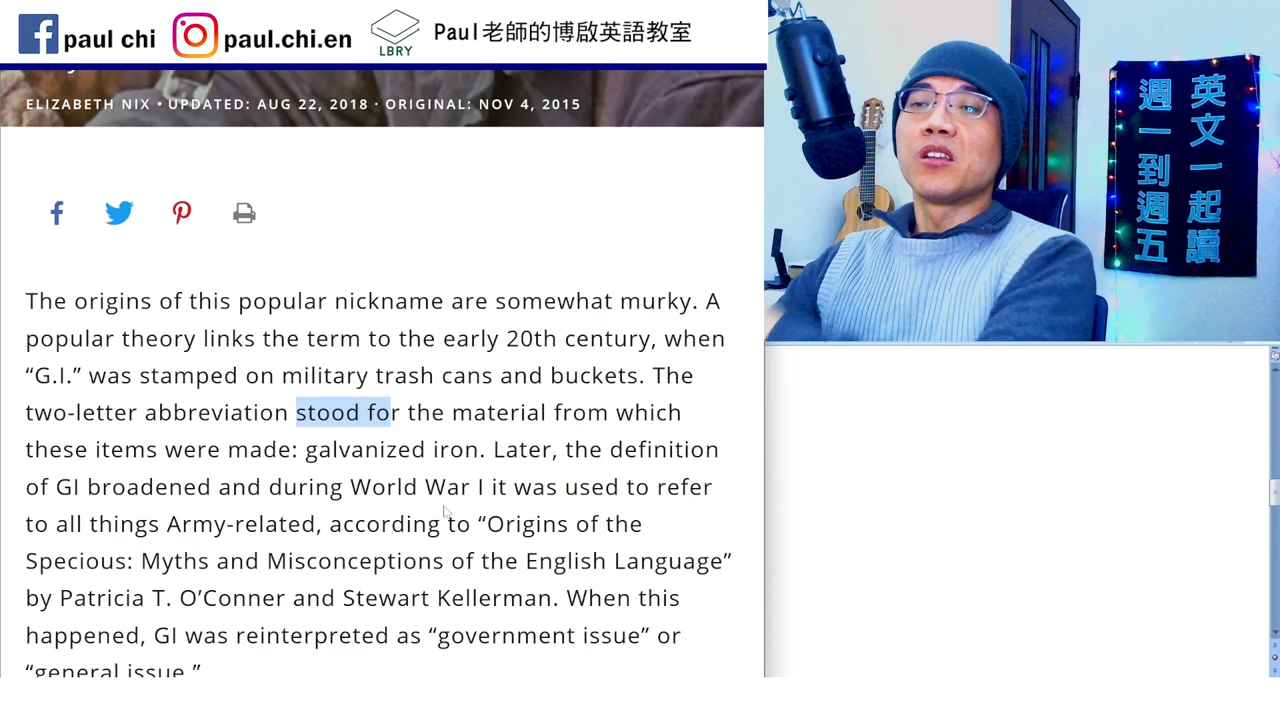 paul chi
paul.chi.en
LBRY
Paul老師的博啟英語教室
ELIZABETH NIX • UPDATED: AUG 22, 2018 · ORIGINAL: NOV 4, 2015
The origins of this popular nickname are somewhat murky. A
popular theory links the term to the early 20th century, when
“G.I.” was stamped on military trash cans and buckets. The
two-letter abbreviation stood for the material from which
these items were made: galvanized iron. Later, the definition
of GI broadened and during World War I it was used to refer
to all things Army-related, according to “Origins of the
Specious: Myths and Misconceptions of the English Language”
by Patricia T. O’Conner and Stewart Kellerman. When this
happened, GI was reinterpreted as “government issue” or
“general issue.”
英文一起讀
週一到週五